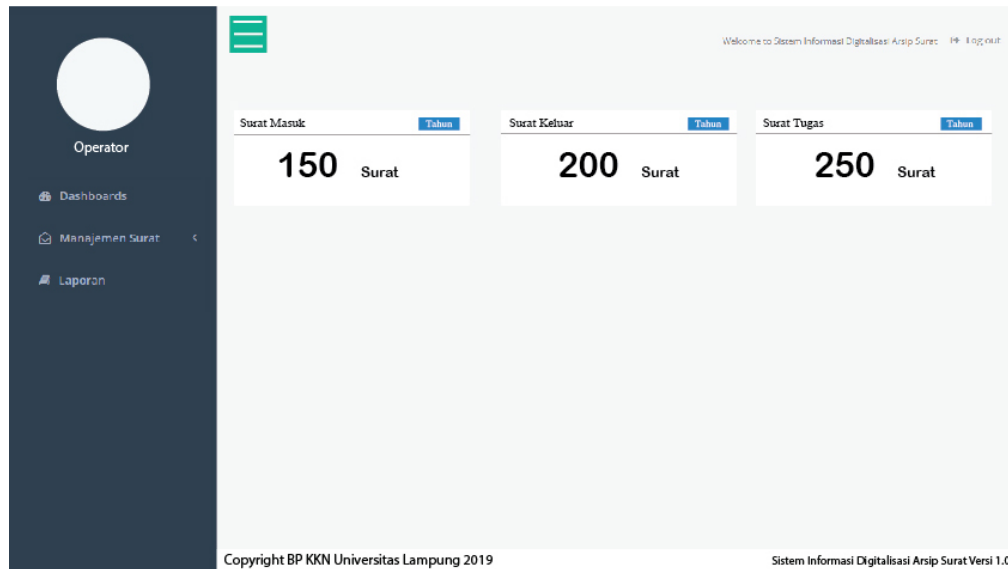 Operator
Dashboards
Manajemen Surat
Laporan
Welcome to Sistem Informasi Digitalisasi Arsip Surat
Log out
Surat Masuk
Tahun
150 Surat
Surat Keluar
Tahun
200 Surat
Surat Tugas
Tahun
250 Surat
Copyright BP KKN Universitas Lampung 2019
Sistem Informasi Digitalisasi Arsip Surat Versi 1.0